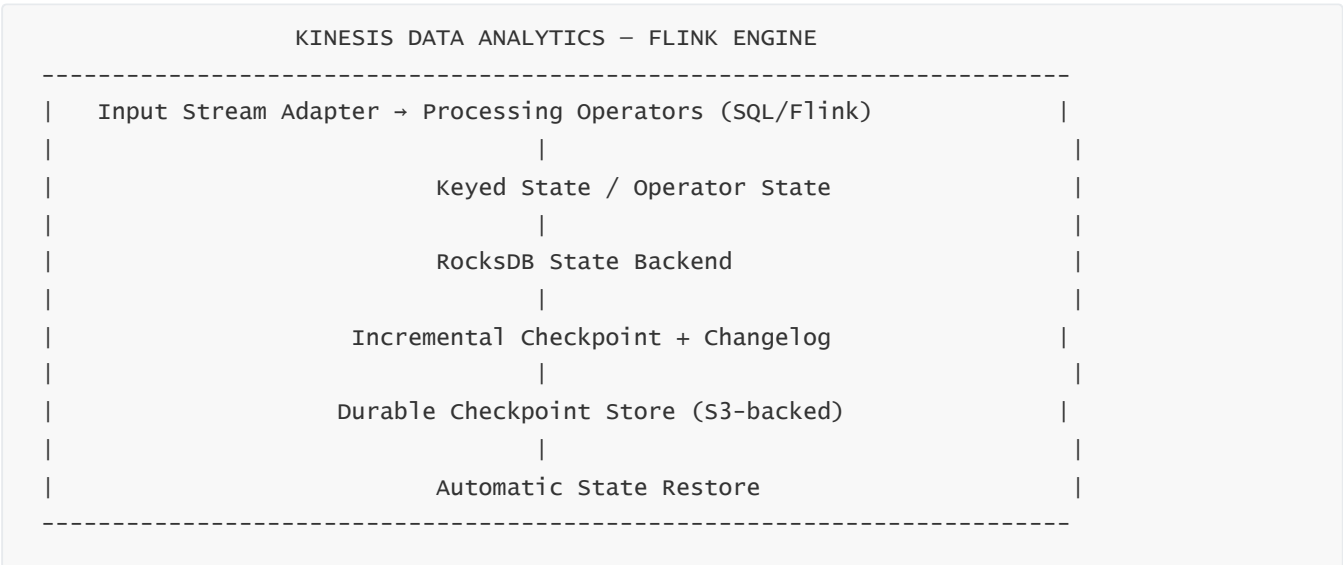 KINESIS DATA ANALYTICS — FLINK ENGINE
-------------------------------------------------------------------------
|   Input Stream Adapter → Processing Operators (SQL/Flink)             |
|                                  |                                      |
|                           Keyed State / Operator State                 |
|                                  |                                      |
|                           RocksDB State Backend                        |
|                                  |                                      |
|                     Incremental Checkpoint + Changelog                |
|                                  |                                      |
|                    Durable Checkpoint Store (S3-backed)               |
|                                  |                                      |
|                           Automatic State Restore                      |
-------------------------------------------------------------------------